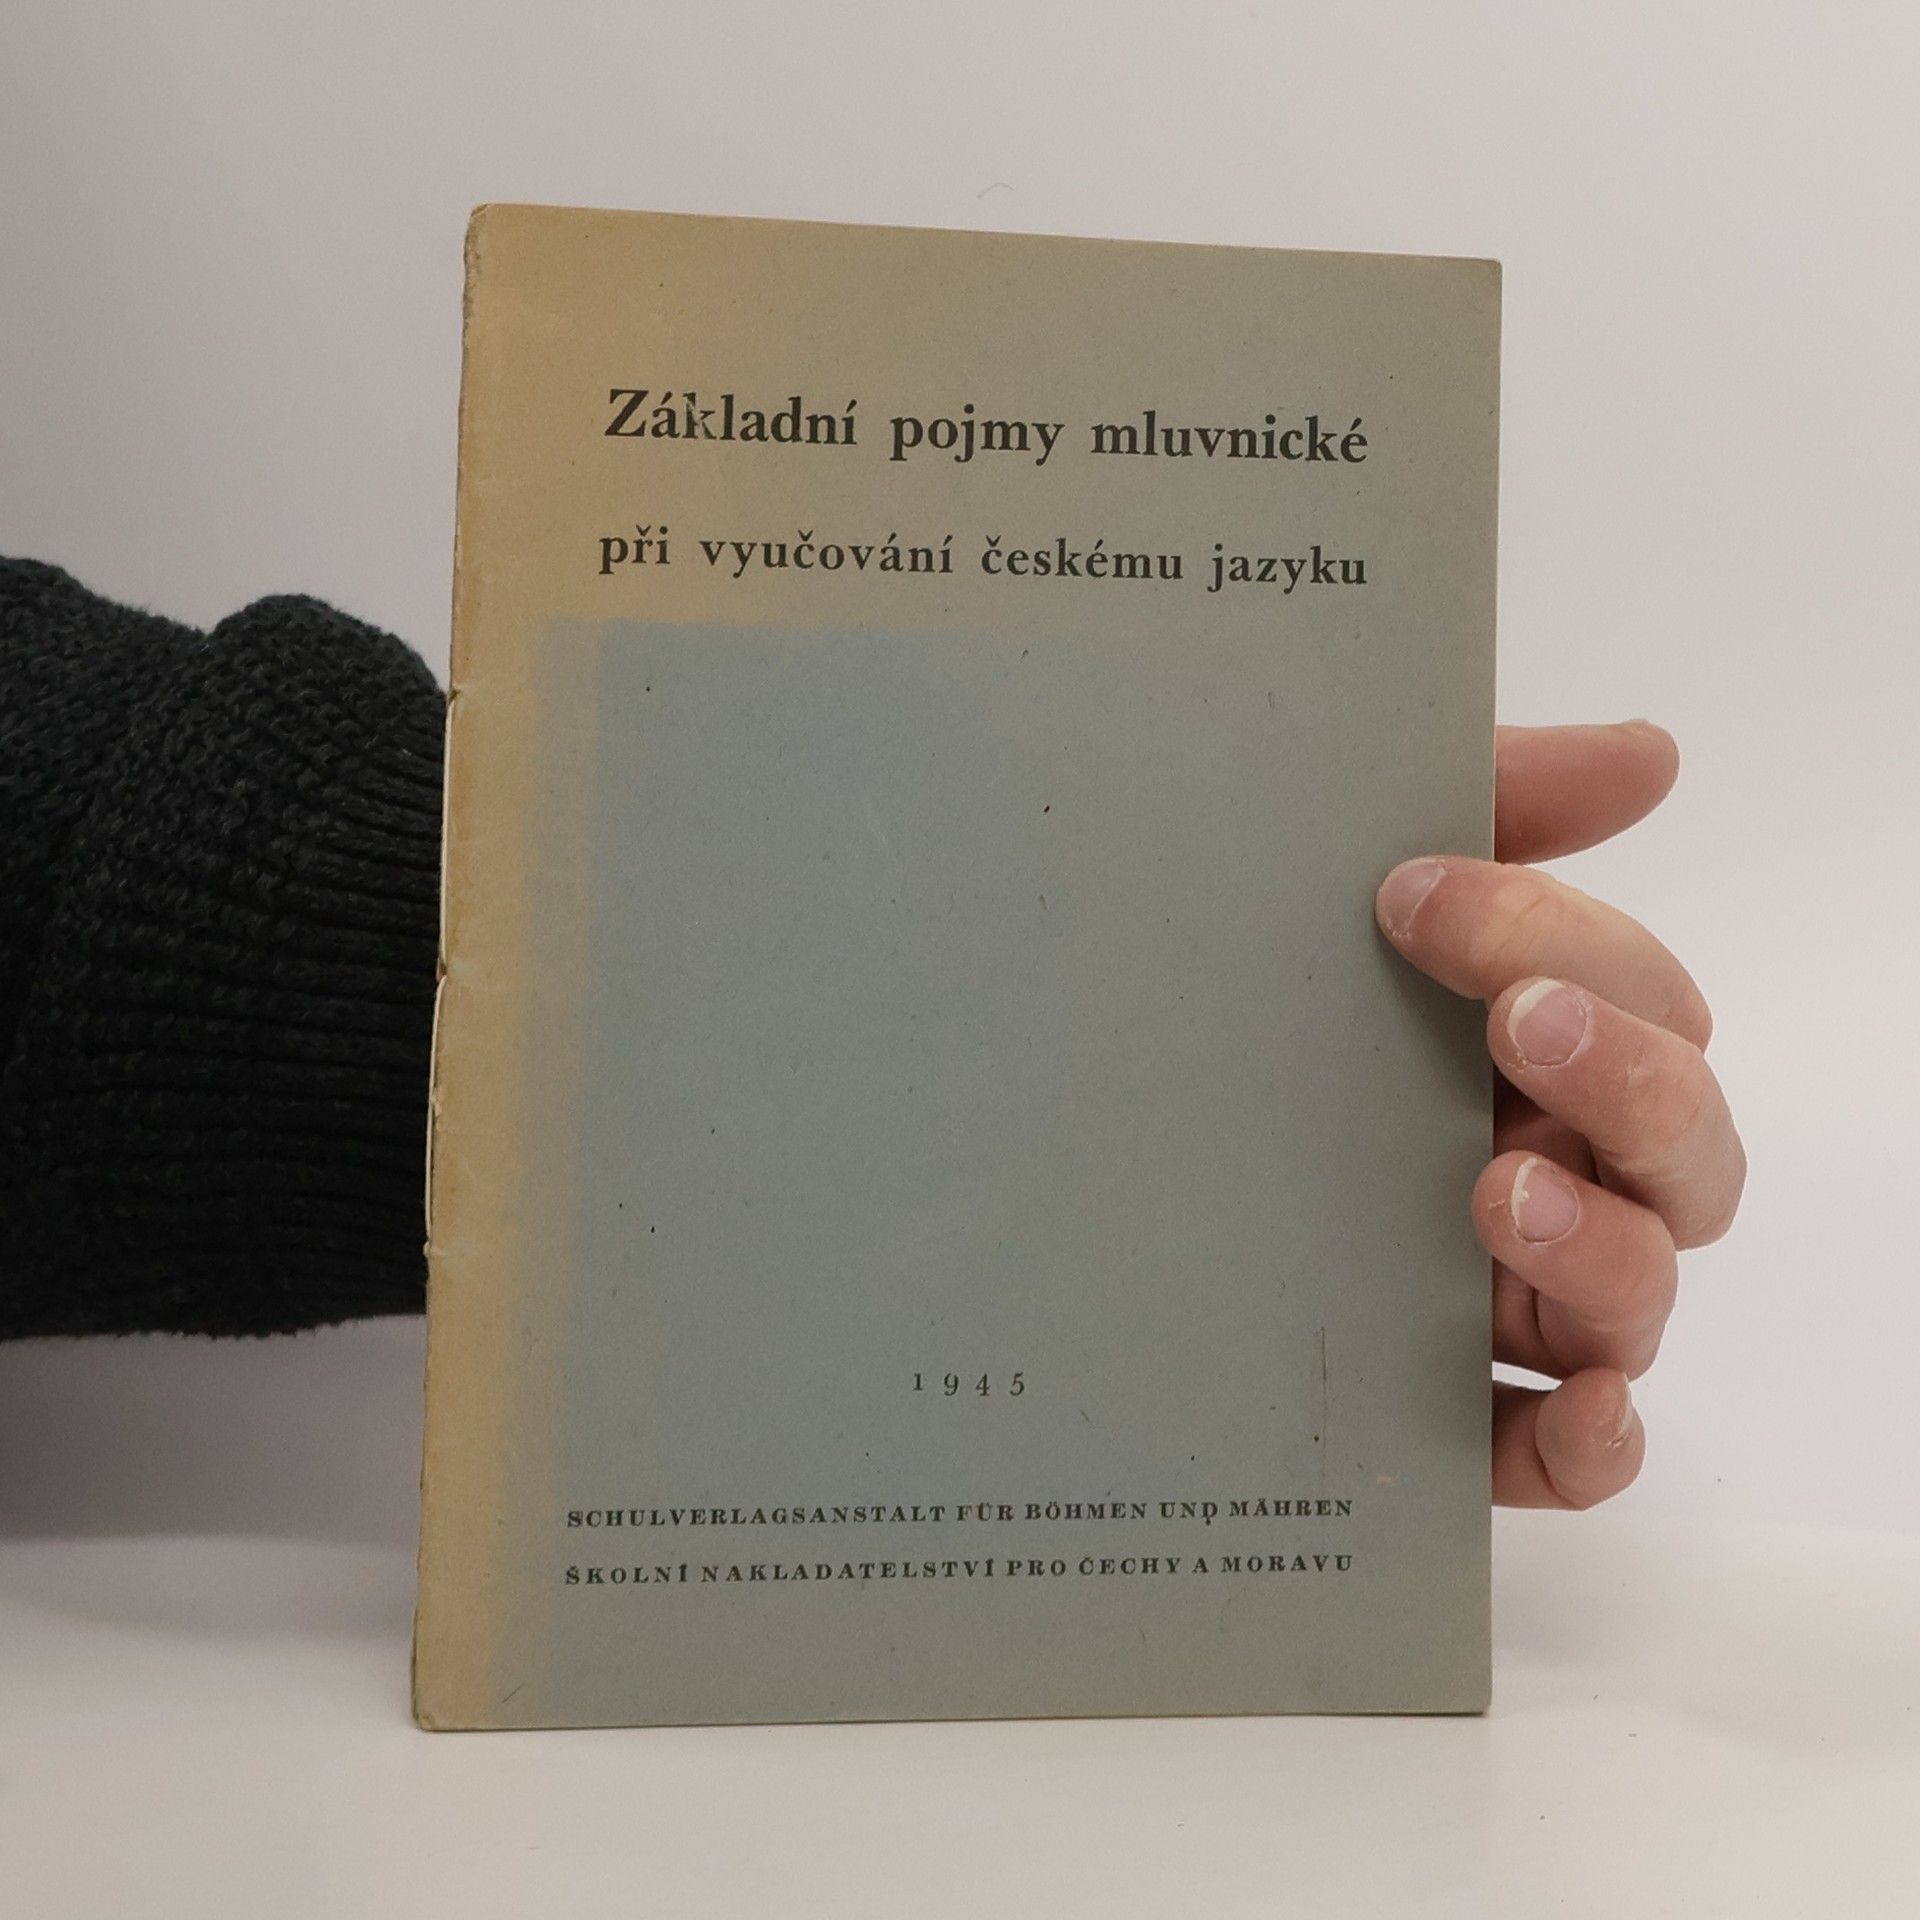 Základní pojmy mluvnické
při vyučování českému jazyku
1945
SCHULVERLAGSANSTALT FÜR BÖHMEN UND MÄHREN
ŠKOLNÍ NAKLADATELSTVÍ PRO ČECHY A MORAVU